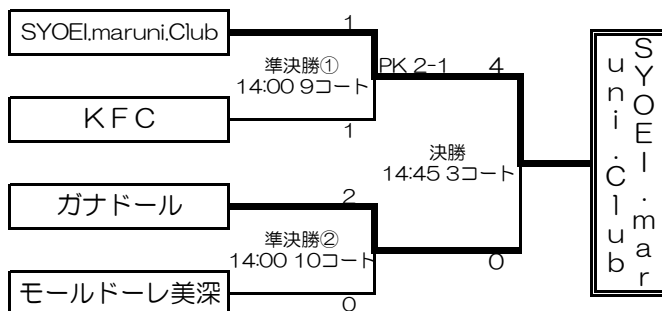 SYOEI.maruni.Club
1
準決勝①
14:00 9コート
PK 2-1
4
KFC
1
決勝
14:45 3コート
SYOEI.maruni.Club
ガナドール
2
準決勝②
14:00 10コート
0
モールドーレ美深
0